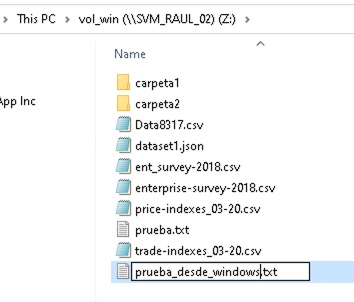 This PC > vol_win (\\SVM_RAUL_02) (Z:) >
Name
App Inc
carpeta1
carpeta2
Data8317.csv
dataset1.json
ent_survey-2018.csv
enterprise-survey-2018.csv
price-indexes_03-20.csv
prueba.txt
trade-indexes_03-20.csv
prueba_desde_windows.txt